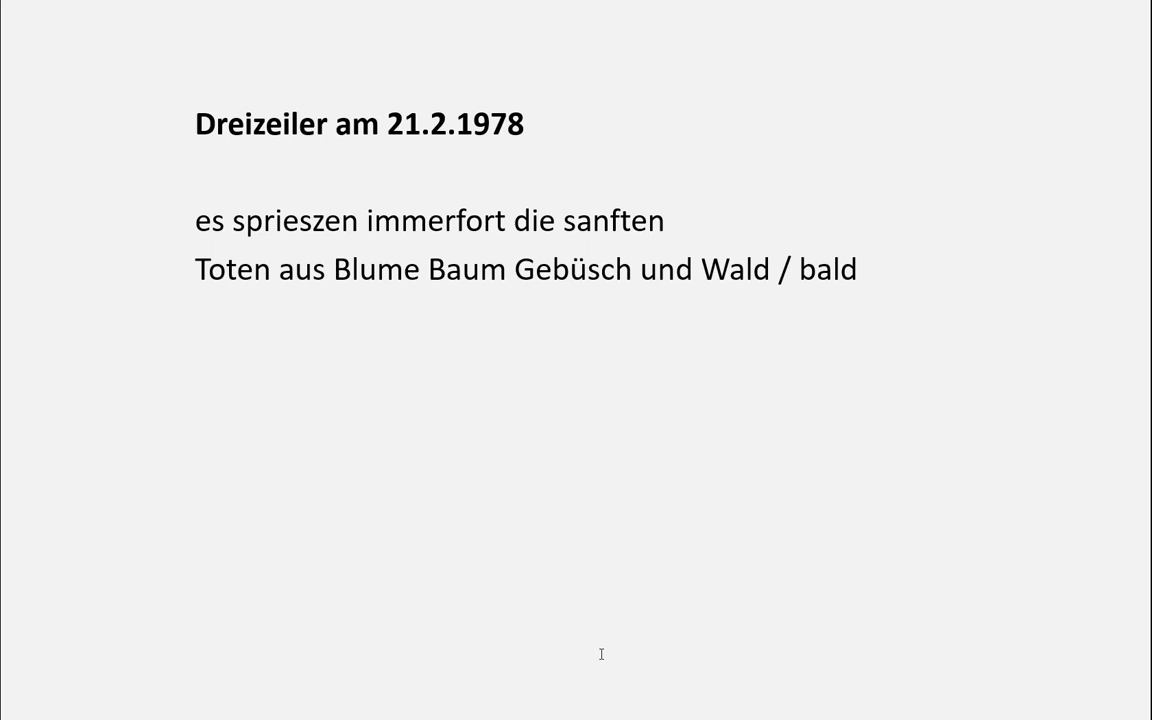 Dreizeiler am 21.2.1978
es sprieszen immerfort die sanften
Toten aus Blume Baum Gebüsch und Wald / bald